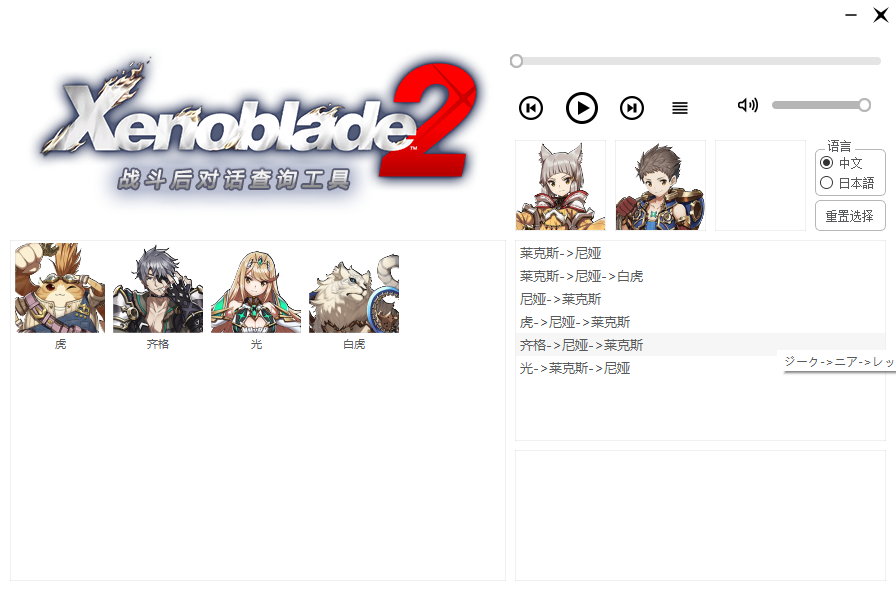 Xenoblade2™
战斗后对话查询工具
语言
中文
日本語
重置选择
虎
齐格
光
白虎
莱克斯->尼娅
莱克斯->尼娅->白虎
尼娅->莱克斯
虎->尼娅->莱克斯
齐格->尼娅->莱克斯
ジーク->ニア->レッ
光->莱克斯->尼娅